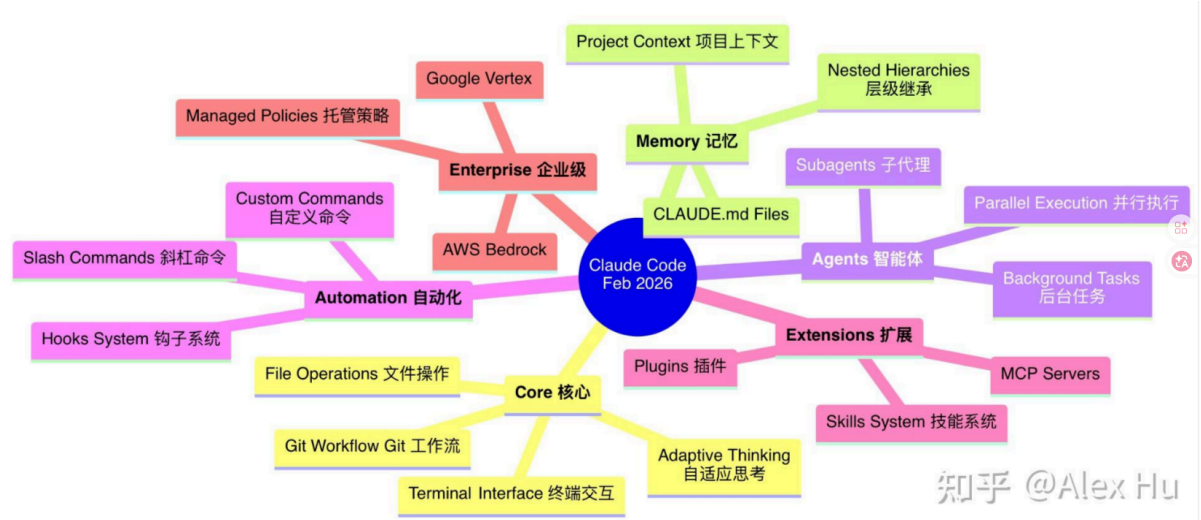 Project Context 项目上下文
Google Vertex
Nested Hierarchies
层级继承
Managed Policies 托管策略
Memory 记忆
Enterprise 企业级
Subagents 子代理
Custom Commands
自定义命令
CLAUDE.md Files
Parallel Execution 并行执行
AWS Bedrock
Slash Commands 斜杠命令
Claude Code
Feb 2026
Agents 智能体
Background Tasks
后台任务
Automation 自动化
Hooks System 钩子系统
Extensions 扩展
File Operations 文件操作
Plugins 插件
MCP Servers
Core 核心
Skills System 技能系统
Git Workflow Git 工作流
Adaptive Thinking
自适应思考
Terminal Interface 终端交互
知乎 @Alex Hu